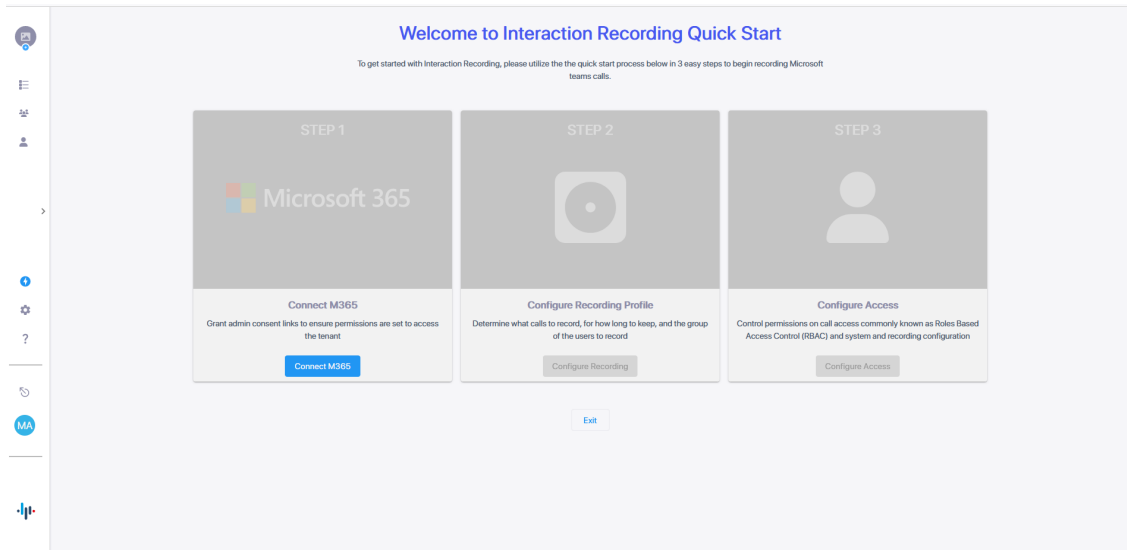 Welcome to Interaction Recording Quick Start
To get started with Interaction Recording, please utilize the the quick start process below in 3 easy steps to begin recording Microsoft
teams calls.
STEP 1
Microsoft 365
Connect M365
Grant admin consent links to ensure permissions are set to access
the tenant
Connect M365
STEP 2
Configure Recording Profile
Determine what calls to record, for how long to keep, and the group
of the users to record
Configure Recording
STEP 3
Configure Access
Control permissions on call access commonly known as Roles Based
Access Control (RBAC) and system and recording configuration
Configure Access
Exit
MA